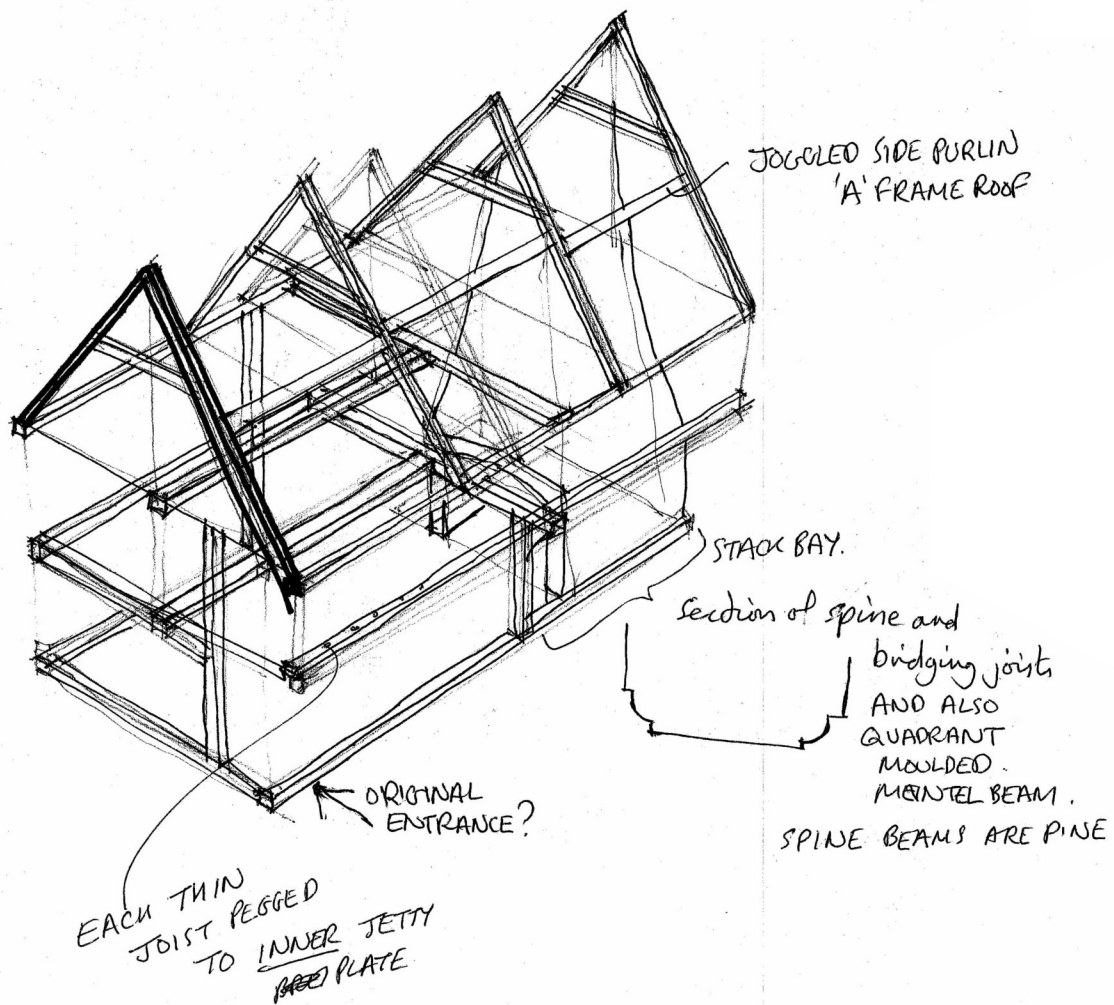 JOGGLED SIDE PURLIN
'A' FRAME ROOF
STACK BAY.
section of spine and
bridging joists
AND ALSO
QUADRANT
MOULDED.
MANTEL BEAM.
SPINE BEAMS ARE PINE
ORIGINAL
ENTRANCE?
EACH THIN
JOIST PEGGED
TO INNER JETTY
PLATE